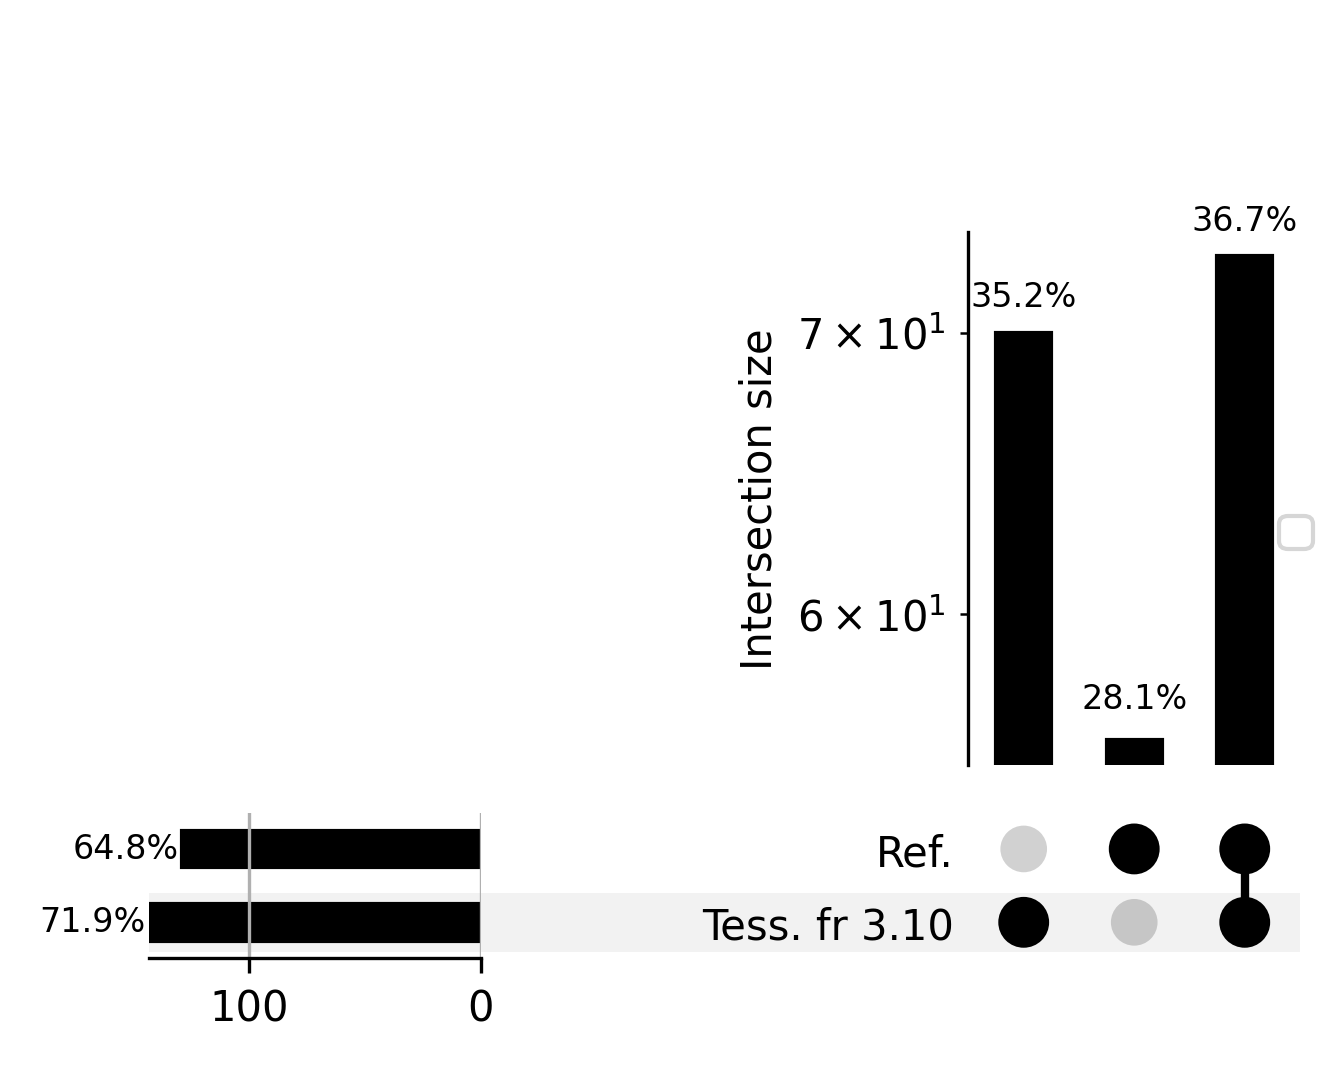 36.7%
35.2%
7 × 10¹
Intersection size
6 × 10¹
28.1%
64.8%
Ref.
71.9%
Tess. fr 3.10
100 0